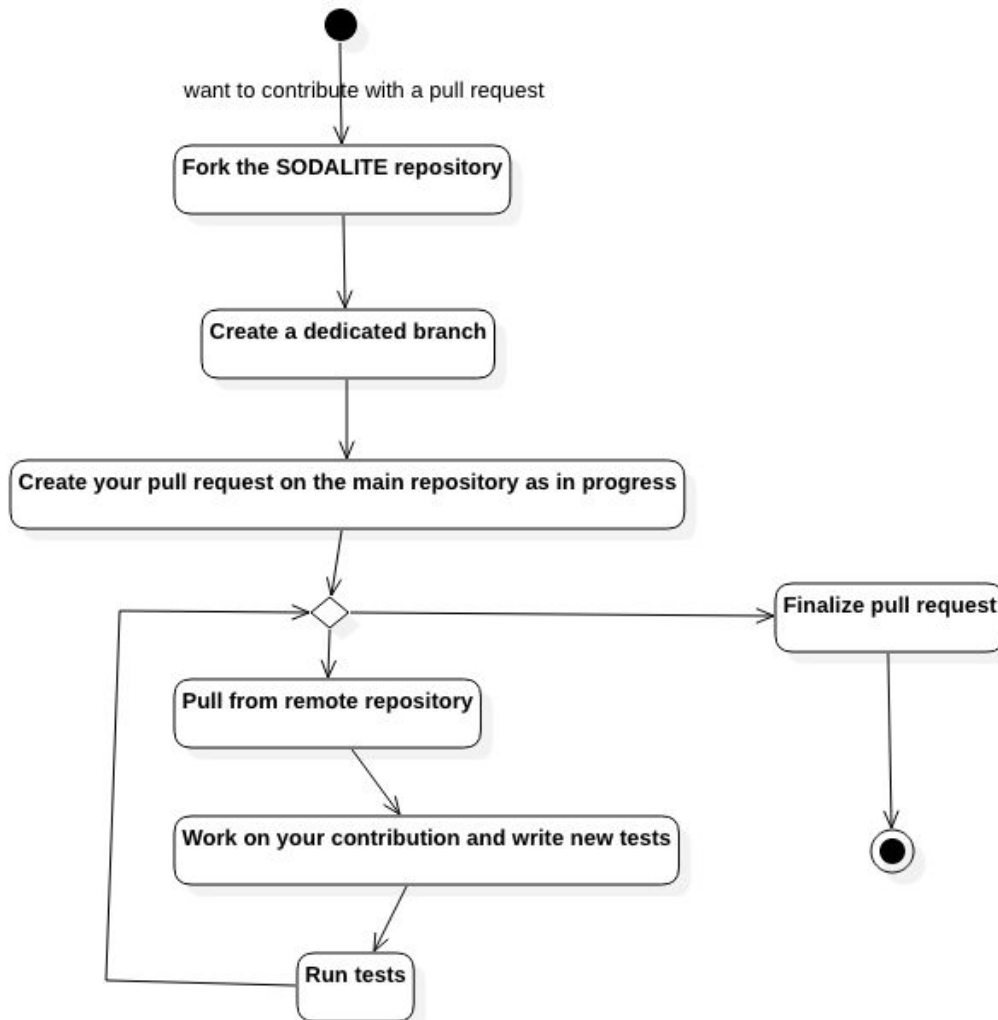 want to contribute with a pull request
Fork the SODALITE repository
Create a dedicated branch
Create your pull request on the main repository as in progress
Finalize pull request
Pull from remote repository
Work on your contribution and write new tests
Run tests